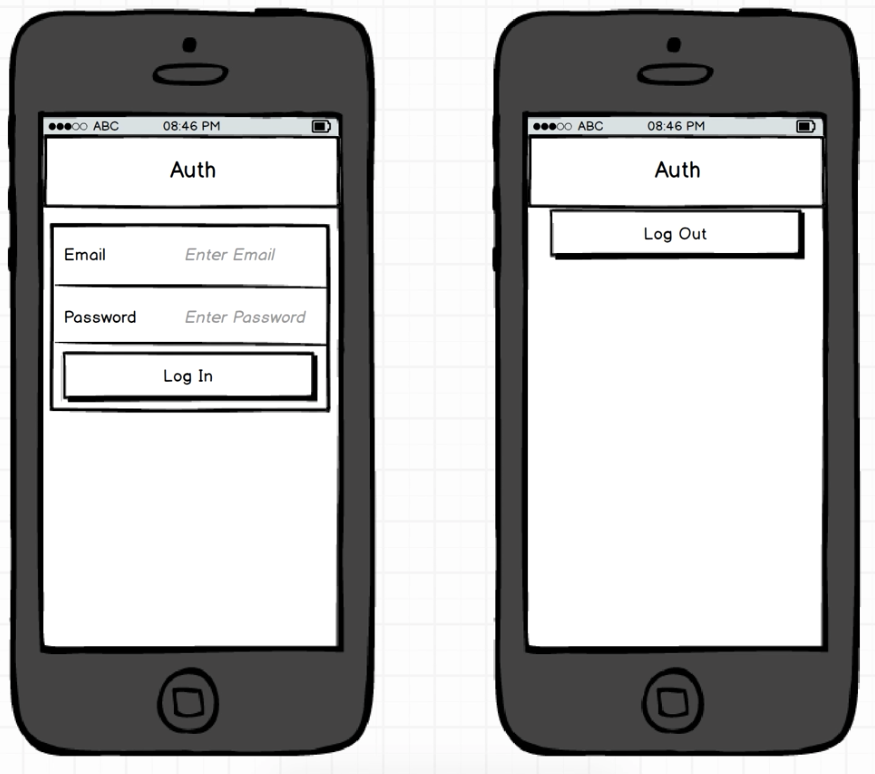 ABC 08:46 PM
Auth
Email Enter Email
Password Enter Password
Log In
ABC 08:46 PM
Auth
Log Out